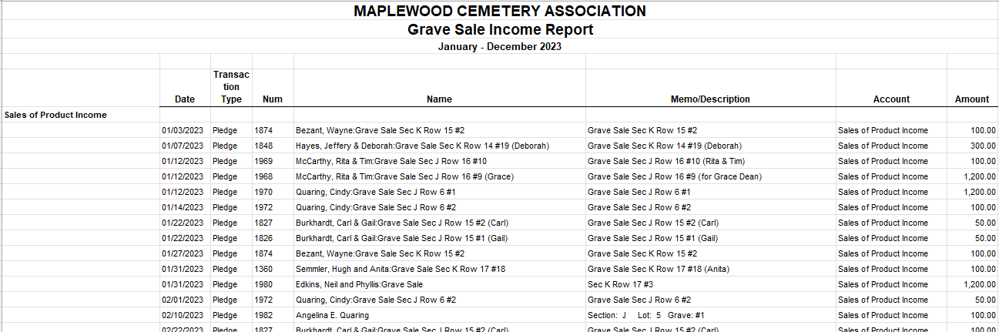 MAPLEWOOD CEMETERY ASSOCIATION
Grave Sale Income Report
January - December 2023
Date Transac tion Type Num Name Memo/Description Account Amount
Sales of Product Income
01/03/2023 Pledge 1874 Bezant, Wayne:Grave Sale Sec K Row 15 #2 Grave Sale Sec K Row 15 #2 Sales of Product Income 100.00
01/07/2023 Pledge 1848 Hayes, Jeffery & Deborah:Grave Sale Sec K Row 14 #19 (Deborah) Grave Sale Sec K Row 14 #19 (Deborah) Sales of Product Income 300.00
01/12/2023 Pledge 1969 McCarthy, Rita & Tim:Grave Sale Sec J Row 16 #10 Grave Sale Sec J Row 16 #10 (Rita & Tim) Sales of Product Income 100.00
01/12/2023 Pledge 1968 McCarthy, Rita & Tim:Grave Sale Sec J Row 16 #9 (Grace) Grave Sale Sec J Row 16 #9 (for Grace Dean) Sales of Product Income 1,200.00
01/12/2023 Pledge 1970 Quaring, Cindy:Grave Sale Sec J Row 6 #1 Grave Sale Sec J Row 6 #1 Sales of Product Income 1,200.00
01/14/2023 Pledge 1972 Quaring, Cindy:Grave Sale Sec J Row 6 #2 Grave Sale Sec J Row 6 #2 Sales of Product Income 100.00
01/22/2023 Pledge 1827 Burkhardt, Carl & Gail:Grave Sale Sec J Row 15 #2 (Carl) Grave Sale Sec J Row 15 #2 (Carl) Sales of Product Income 50.00
01/22/2023 Pledge 1826 Burkhardt, Carl & Gail:Grave Sale Sec J Row 15 #1 (Gail) Grave Sale Sec J Row 15 #1 (Gail) Sales of Product Income 50.00
01/27/2023 Pledge 1874 Bezant, Wayne:Grave Sale Sec K Row 15 #2 Grave Sale Sec K Row 15 #2 Sales of Product Income 100.00
01/31/2023 Pledge 1360 Semmler, Hugh and Anita:Grave Sale Sec K Row 17 #18 Grave Sale Sec K Row 17 #18 (Anita) Sales of Product Income 100.00
01/31/2023 Pledge 1980 Edkins, Neil and Phyllis:Grave Sale Sec K Row 17 #3 Sales of Product Income 1,200.00
02/01/2023 Pledge 1972 Quaring, Cindy:Grave Sale Sec J Row 6 #2 Grave Sale Sec J Row 6 #2 Sales of Product Income 50.00
02/10/2023 Pledge 1982 Angelina E. Quaring Section: J Lot: 5 Grave: #1 Sales of Product Income 100.00
02/22/2023 Pledge 1827 Burkhardt, Carl & Gail:Grave Sale Sec J Row 15 #2 (Carl) Grave Sale Sec J Row 15 #2 (Carl) Sales of Product Income 100.00